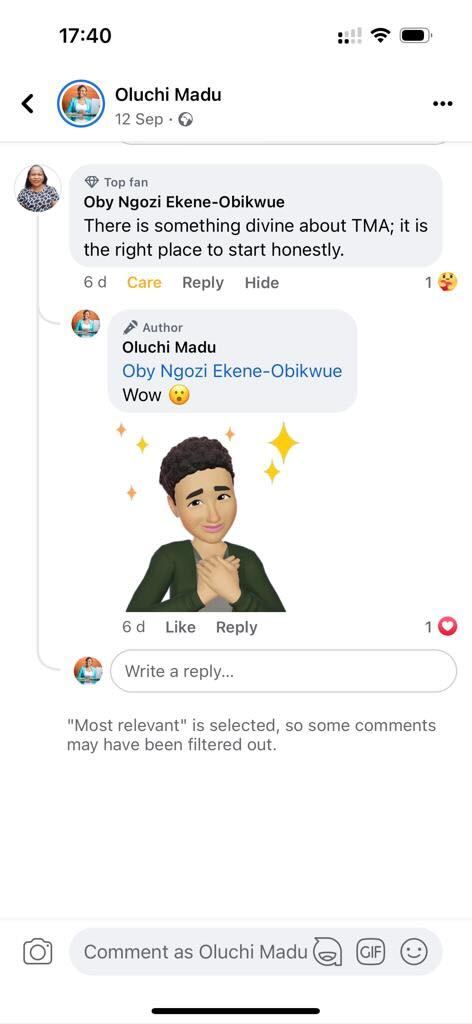 17:40
Oluchi Madu
12 Sep ·
Top fan
Oby Ngozi Ekene-Obikwue
There is something divine about TMA; it is
the right place to start honestly.
6 d Care Reply Hide 1
Author
Oluchi Madu
Oby Ngozi Ekene-Obikwue
Wow 😮
6 d Like Reply 1
Write a reply...
"Most relevant" is selected, so some comments
may have been filtered out.
Comment as Oluchi Madu GIF